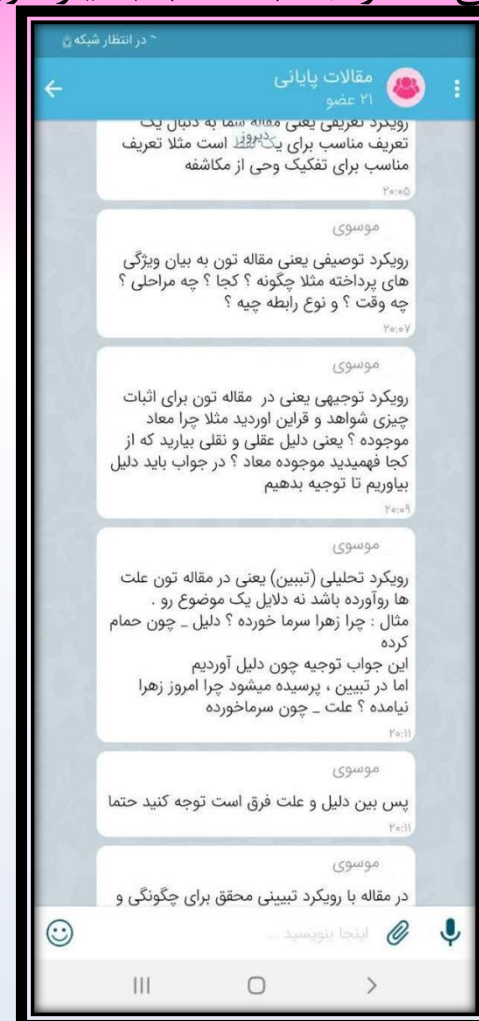 ~ در انتظار شبکه
مقالات پایانی
۲۱ عضو
رویکرد تعریفی یعنی مقاله شما به دنبال یک
دیروز
تعریف مناسب برای یک لفظ است مثلا تعریف
مناسب برای تفکیک وحی از مکاشفه
۲۰:۰۵
موسوی
رویکرد توصیفی یعنی مقاله تون به بیان ویژگی
های پرداخته مثلا چگونه ؟ کجا ؟ چه مراحلی ؟
چه وقت ؟ و نوع رابطه چیه ؟
۲۰:۰۷
موسوی
رویکرد توجیهی یعنی در مقاله تون برای اثبات
چیزی شواهد و قراین اوردید مثلا چرا معاد
موجوده ؟ یعنی دلیل عقلی و نقلی بیارید که از
کجا فهمیدید موجوده معاد ؟ در جواب باید دلیل
بیاوریم تا توجیه بدهیم
۲۰:۰۹
موسوی
رویکرد تحلیلی (تببین) یعنی در مقاله تون علت
ها روآورده باشد نه دلایل یک موضوع رو .
مثال : چرا زهرا سرما خورده ؟ دلیل _ چون حمام
کرده
این جواب توجیه چون دلیل آوردیم
اما در تبیین ، پرسیده میشود چرا امروز زهرا
نیامده ؟ علت _ چون سرماخورده
۲۰:۱۱
موسوی
پس بین دلیل و علت فرق است توجه کنید حتما
۲۰:۱۱
موسوی
در مقاله با رویکرد تبیینی محقق برای چگونگی و
اینجا بنویسید ...